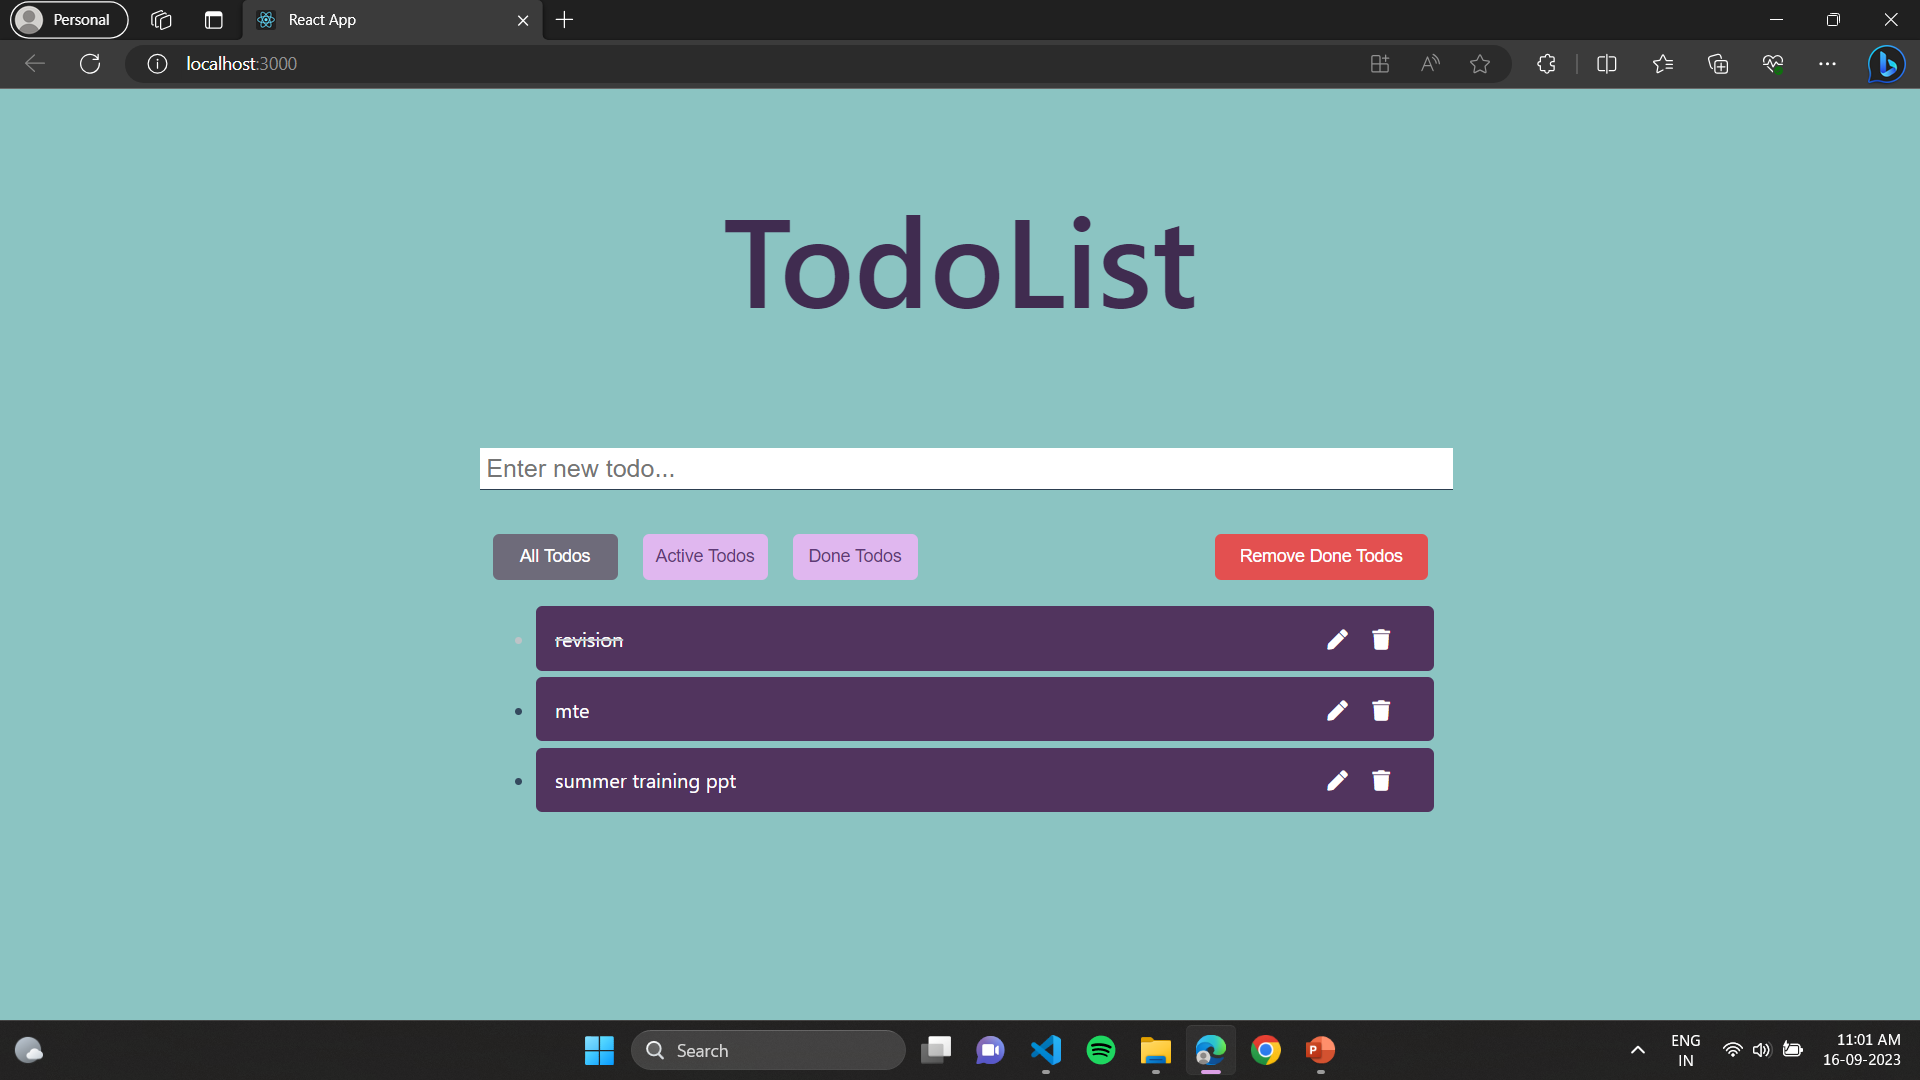 Personal
React App
localhost:3000
TodoList
Enter new todo...
All Todos
Active Todos
Done Todos
Remove Done Todos
revision
mte
summer training ppt
Search
ENG
IN
11:01 AM
16-09-2023